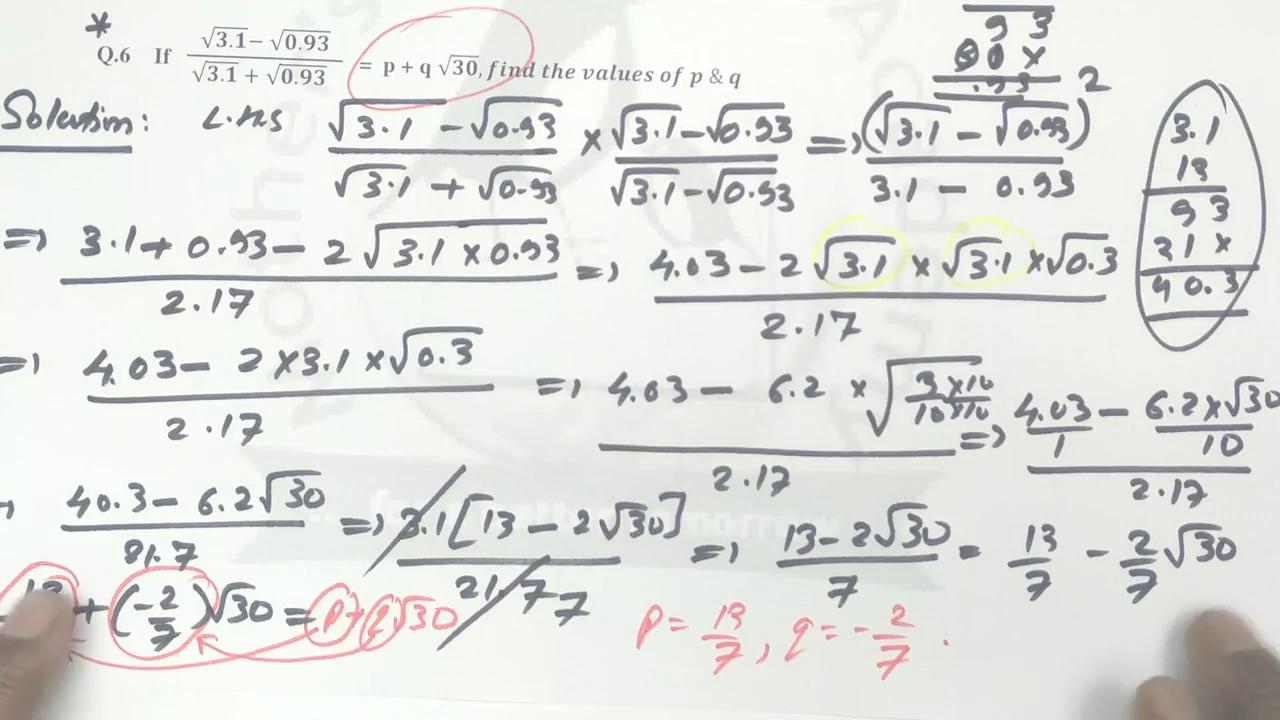 *
Q.6 If (√3.1 − √0.93)/(√3.1 + √0.93) = p + q √30, find the values of p & q
Solution: L.H.S (√3.1 − √0.93)/(√3.1 + √0.93) × (√3.1 − √0.93)/(√3.1 − √0.93) => (√3.1 − √0.93)²/(3.1 − 0.93)
=> (3.1 + 0.93 − 2√(3.1 × 0.93))/2.17 => (4.03 − 2√3.1 × √3.1 × √0.3)/2.17
=> (4.03 − 2 × 3.1 × √0.3)/2.17 => (4.03 − 6.2 × √((3×10)/(10×10)))/2.17 => (4.03/1 − (6.2×√30)/10)/2.17
(40.3 − 6.2√30)/21.7 => 3.1[13 − 2√30]/21.7 7 => (13 − 2√30)/7 = 13/7 − 2/7 √30
+ (−2/7)√30 = p + q√30
p = 13/7, q = −2/7.
93
3.1
13
93
31×
40.3